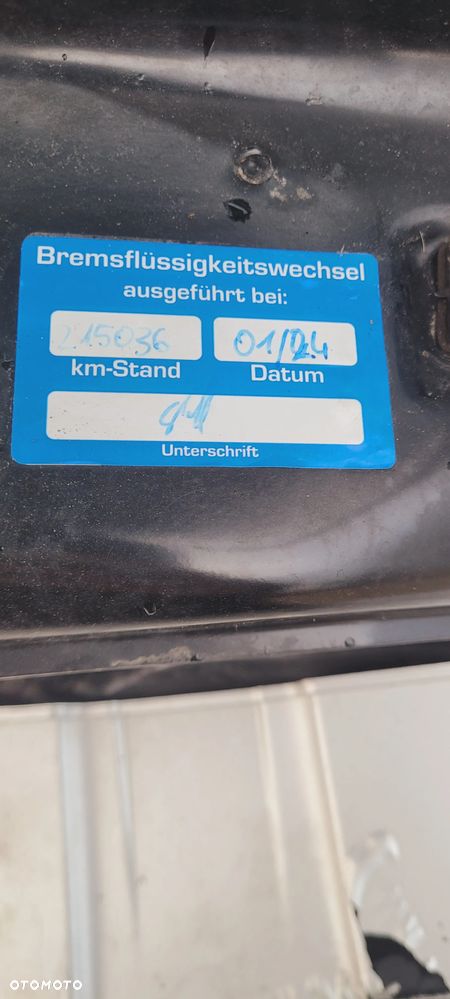 Bremsflüssigkeitswechsel
ausgeführt bei:
215036 01/24
km-Stand Datum
Unterschrift
OTOMOTO